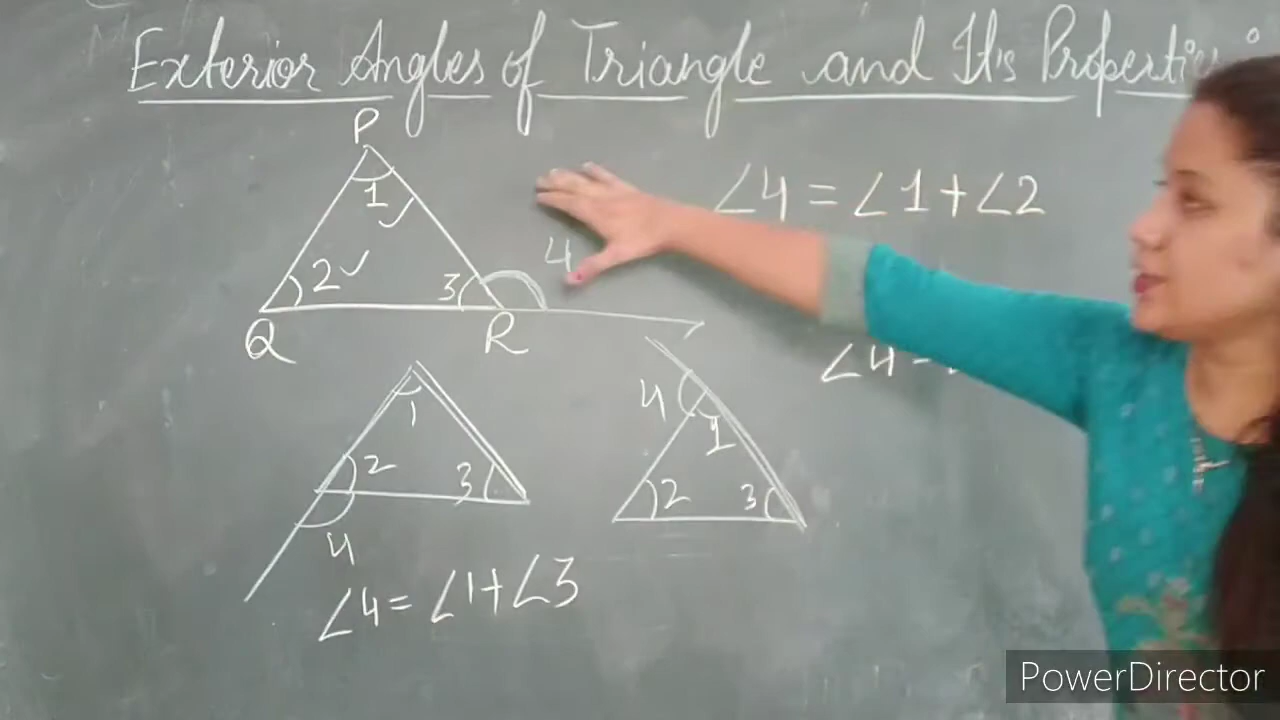 Exterior Angles of Triangle and It's
P
1
∠4 = ∠1+∠2
4
2
3
Q
R
∠4 =
4
1
1
2
3
2
3
4
∠4 = ∠1+∠3
PowerDirector